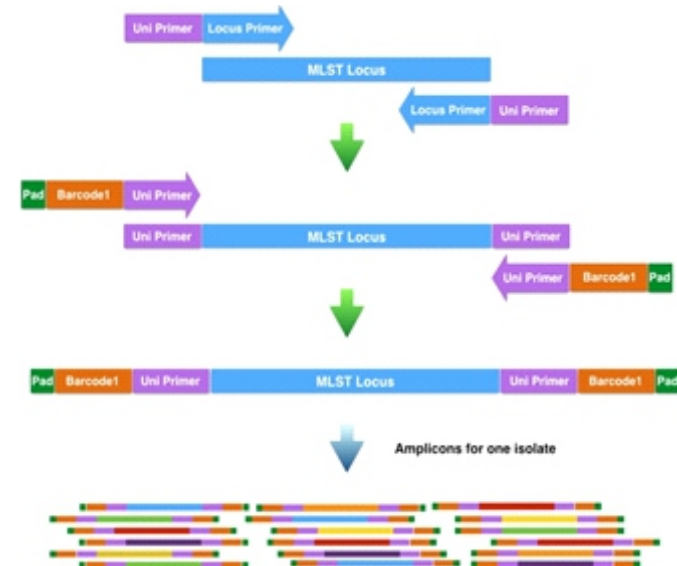 Uni Primer Locus Primer
MLST Locus
Locus Primer Uni Primer
Pad Barcode1 Uni Primer
Uni Primer MLST Locus Uni Primer
Uni Primer Barcode1 Pad
Pad Barcode1 Uni Primer MLST Locus Uni Primer Barcode1 Pad
Amplicons for one isolate